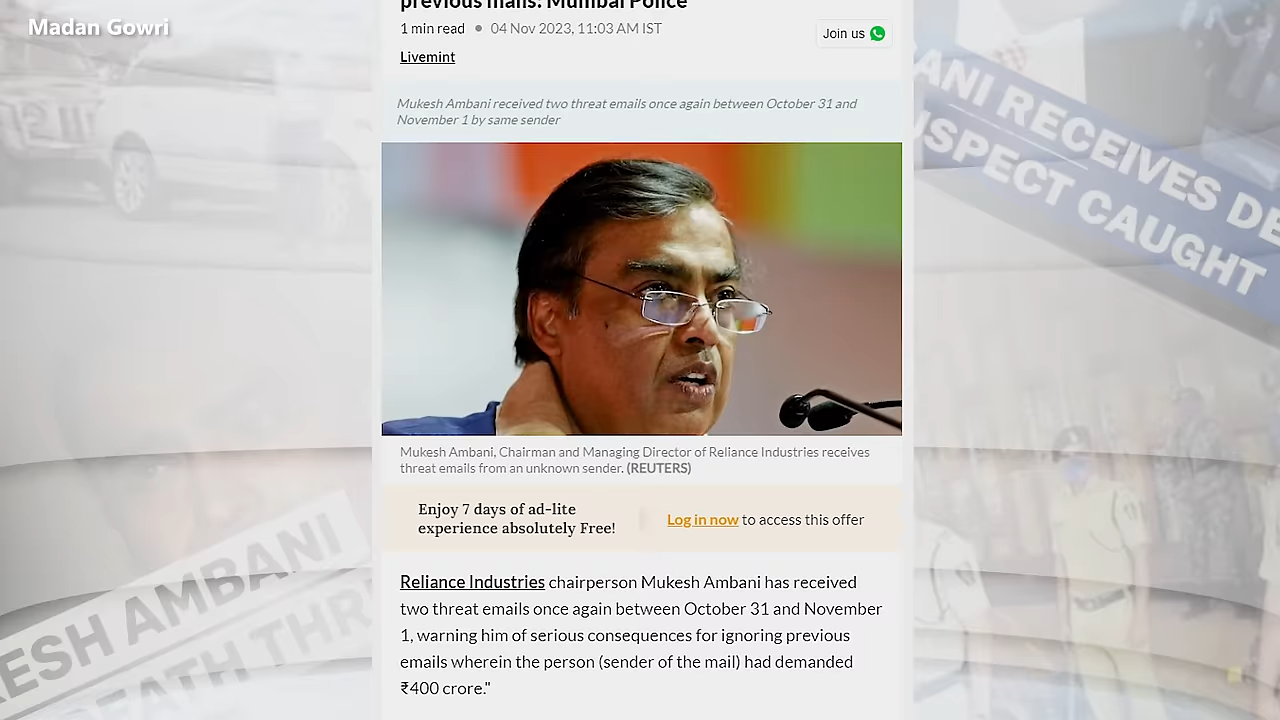 Madan Gowri
previous mails: Mumbai Police
1 min read • 04 Nov 2023, 11:03 AM IST
Join us
Livemint
Mukesh Ambani received two threat emails once again between October 31 and
November 1 by same sender
ANI RECEIVES DE
USPECT CAUGHT
Mukesh Ambani, Chairman and Managing Director of Reliance Industries receives
threat emails from an unknown sender. (REUTERS)
Enjoy 7 days of ad-lite
experience absolutely Free!
Log in now to access this offer
Reliance Industries chairperson Mukesh Ambani has received
two threat emails once again between October 31 and November
1, warning him of serious consequences for ignoring previous
emails wherein the person (sender of the mail) had demanded
₹400 crore."
ESH AMBANI
DEATH THR